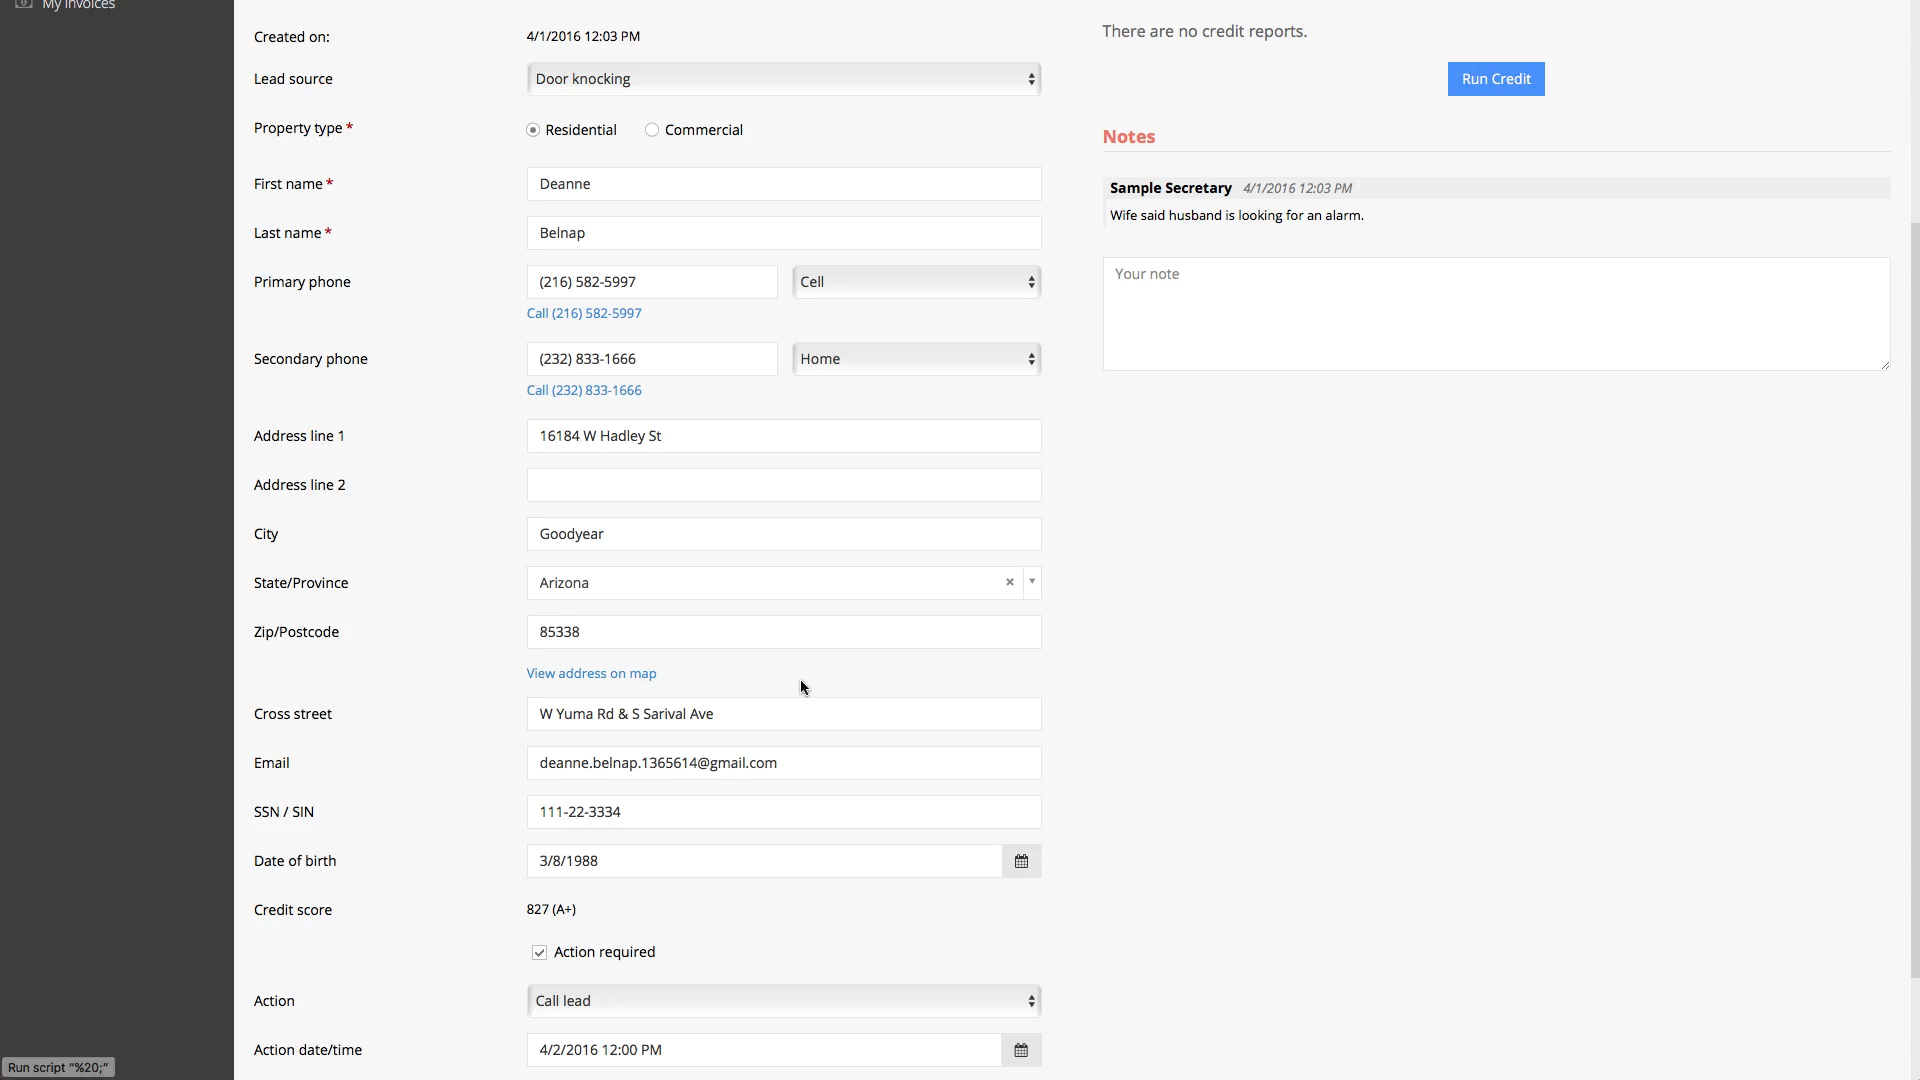 My Invoices
Created on: 4/1/2016 12:03 PM
Lead source Door knocking
Property type * Residential Commercial
First name * Deanne
Last name * Belnap
Primary phone (216) 582-5997 Cell
Call (216) 582-5997
Secondary phone (232) 833-1666 Home
Call (232) 833-1666
Address line 1 16184 W Hadley St
Address line 2
City Goodyear
State/Province Arizona
Zip/Postcode 85338
View address on map
Cross street W Yuma Rd & S Sarival Ave
Email deanne.belnap.1365614@gmail.com
SSN / SIN 111-22-3334
Date of birth 3/8/1988
Credit score 827 (A+)
Action required
Action Call lead
Action date/time 4/2/2016 12:00 PM
There are no credit reports.
Run Credit
Notes
Sample Secretary 4/1/2016 12:03 PM
Wife said husband is looking for an alarm.
Your note
Run script "%20;"